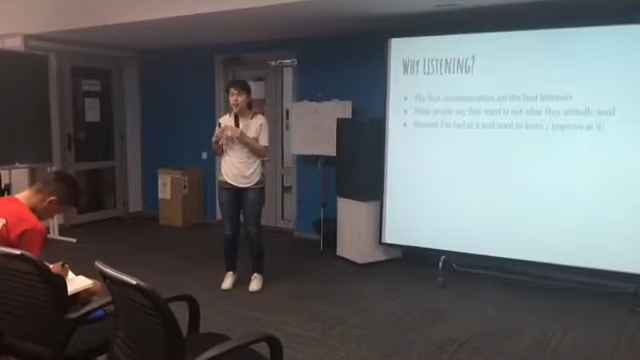 WHY LISTENING?
The best communicators are the best listeners
What people say they want is not what they actually need
Because I'm bad at it and need to learn / improve at it!